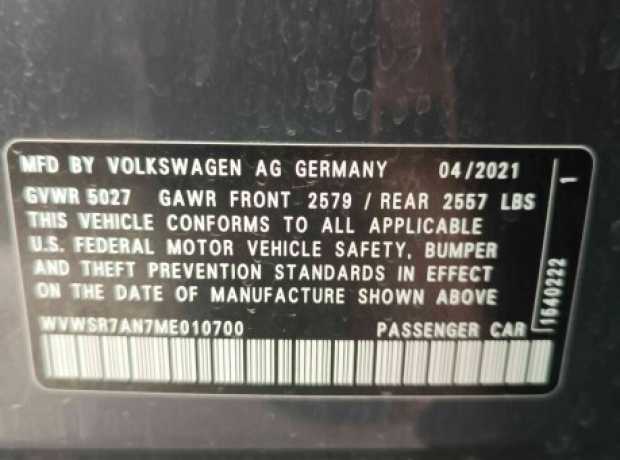 MFD BY VOLKSWAGEN AG GERMANY 04/2021
GVWR 5027 GAWR FRONT 2579 / REAR 2557 LBS
THIS VEHICLE CONFORMS TO ALL APPLICABLE
U.S. FEDERAL MOTOR VEHICLE SAFETY, BUMPER
AND THEFT PREVENTION STANDARDS IN EFFECT
ON THE DATE OF MANUFACTURE SHOWN ABOVE
WVWSR7AN7ME010700 PASSENGER CAR
1640222 1